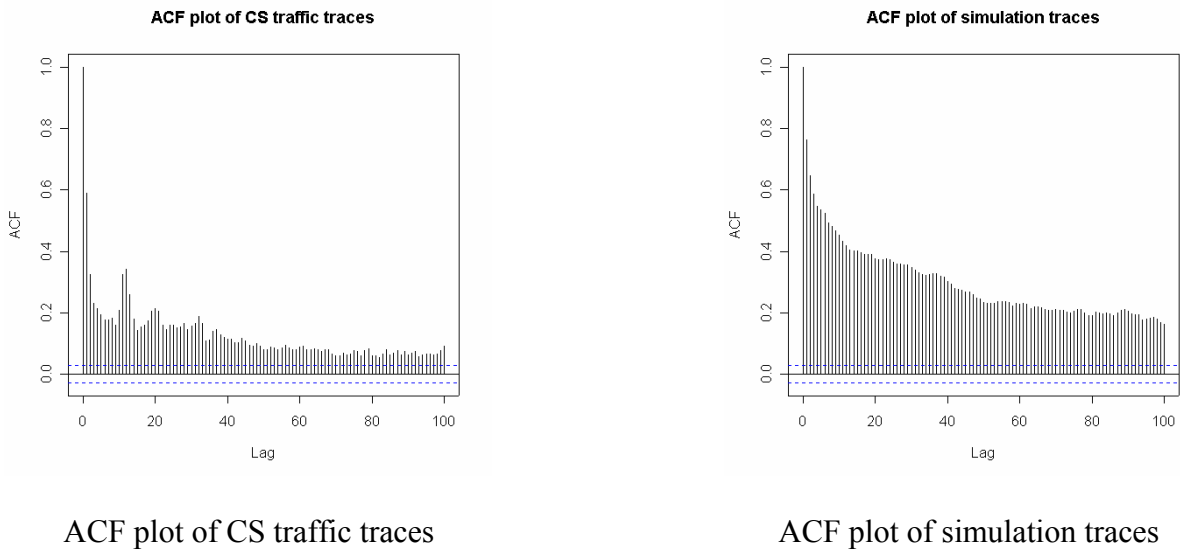 ACF plot of CS traffic traces
1.0
0.8
0.6
0.4
0.2
0.0
ACF
0 20 40 60 80 100
Lag
ACF plot of simulation traces
1.0
0.8
0.6
0.4
0.2
0.0
ACF
0 20 40 60 80 100
Lag
ACF plot of CS traffic traces
ACF plot of simulation traces